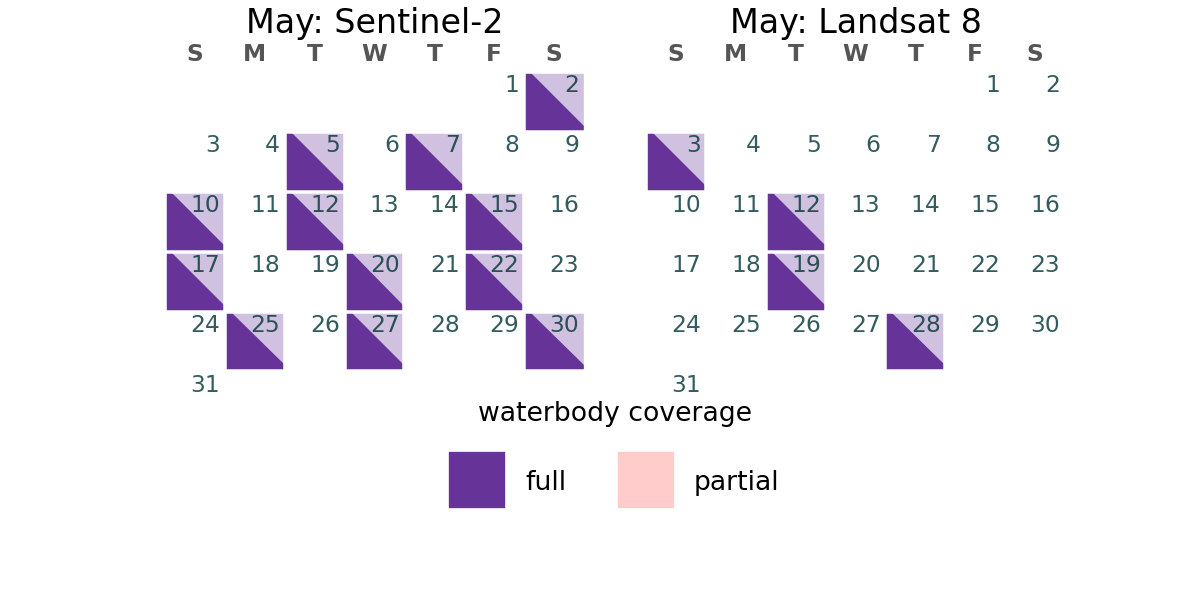 May: Sentinel-2
S M T W T F S
1 2
3 4 5 6 7 8 9
10 11 12 13 14 15 16
17 18 19 20 21 22 23
24 25 26 27 28 29 30
31
May: Landsat 8
S M T W T F S
1 2
3 4 5 6 7 8 9
10 11 12 13 14 15 16
17 18 19 20 21 22 23
24 25 26 27 28 29 30
31
waterbody coverage
full
partial